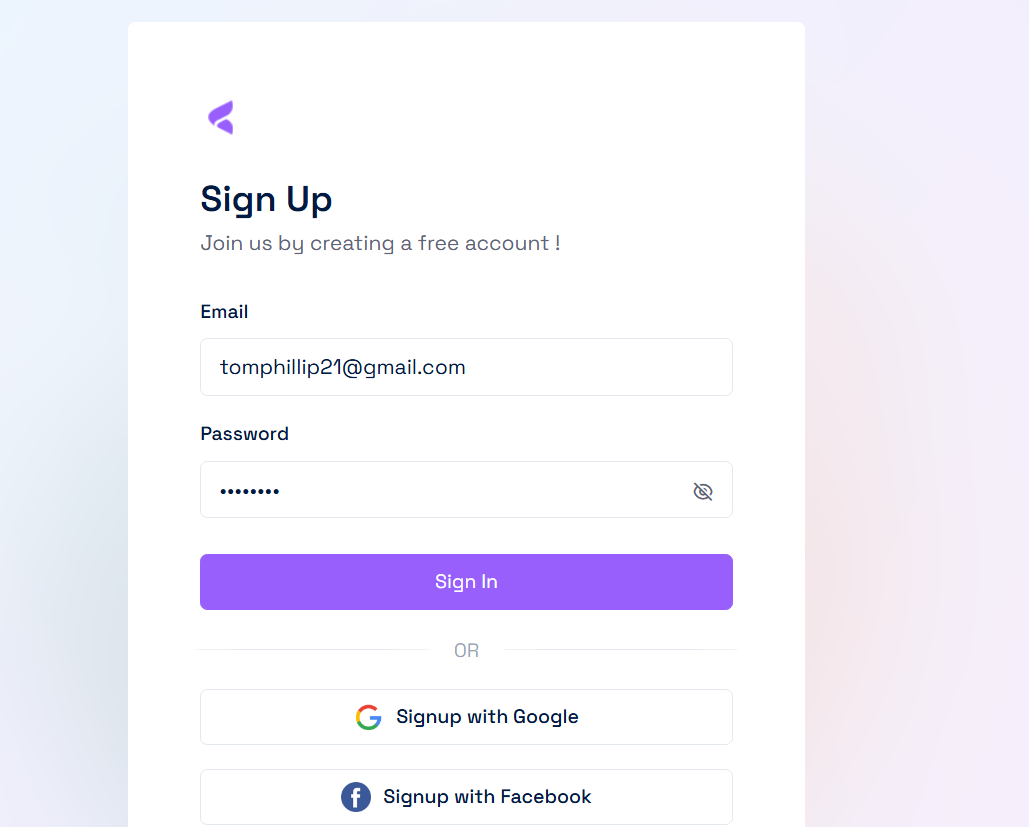 Sign Up
Join us by creating a free account !
Email
tomphillip21@gmail.com
Password
••••••••
Sign In
OR
Signup with Google
Signup with Facebook